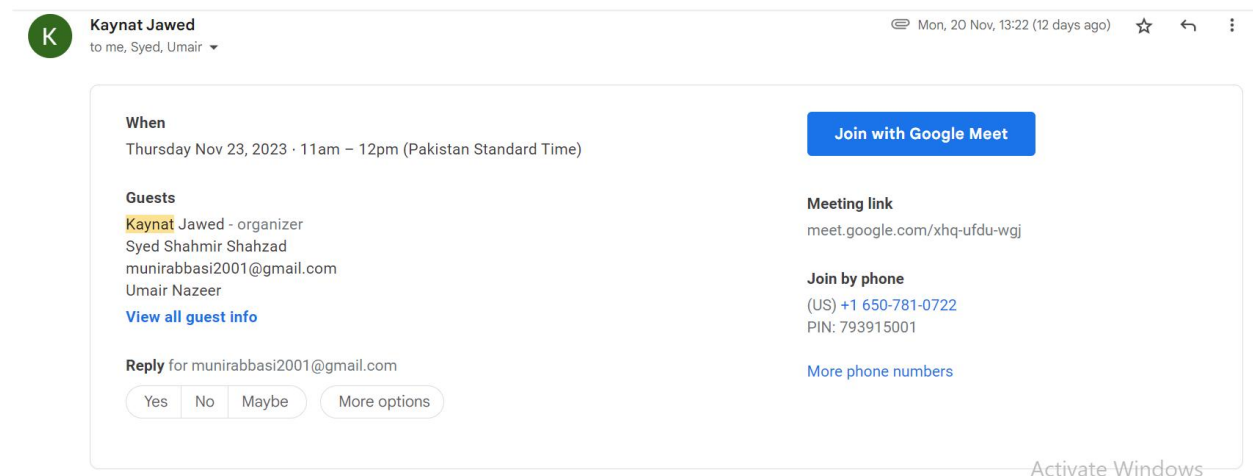 K
Kaynat Jawed
to me, Syed, Umair
Mon, 20 Nov, 13:22 (12 days ago)
When
Thursday Nov 23, 2023 · 11am – 12pm (Pakistan Standard Time)
Guests
Kaynat Jawed - organizer
Syed Shahmir Shahzad
munirabbasi2001@gmail.com
Umair Nazeer
View all guest info
Reply for munirabbasi2001@gmail.com
Yes No Maybe More options
Join with Google Meet
Meeting link
meet.google.com/xhq-ufdu-wgj
Join by phone
(US) +1 650-781-0722
PIN: 793915001
More phone numbers
Activate Windows